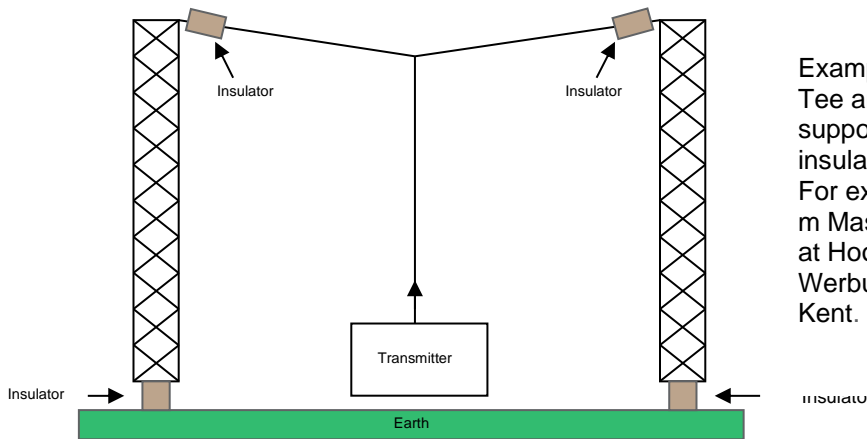 Insulator
Insulator
Transmitter
Insulator
Earth
Exam
Tee a
suppo
insula
For ex
m Mas
at Hoo
Werbu
Kent.